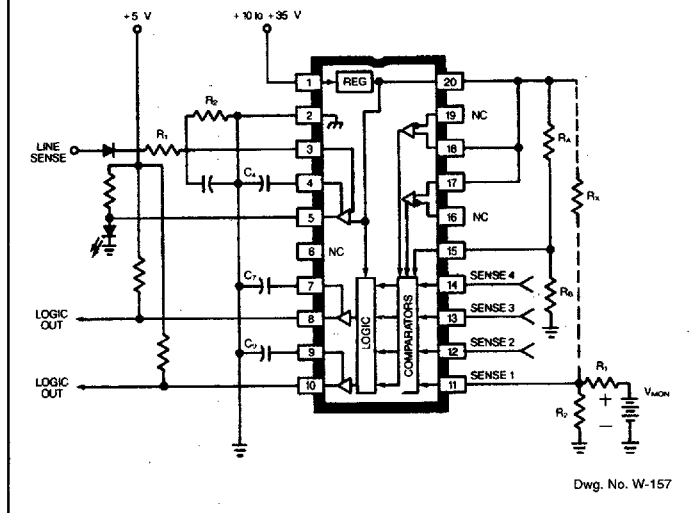 +5 V
+10 to +35 V
1
REG
20
2
19
NC
R₂
LINE
SENSE
R₁
3
18
C₄
4
17
5
16
NC
6
NC
15
RA
RX
RB
C₇
7
14
SENSE 4
LOGIC
OUT
8
13
SENSE 3
LOGIC
COMPARATORS
C₉
9
12
SENSE 2
LOGIC
OUT
10
11
SENSE 1
R₁
+
−
VMON
R₂
Dwg. No. W-157